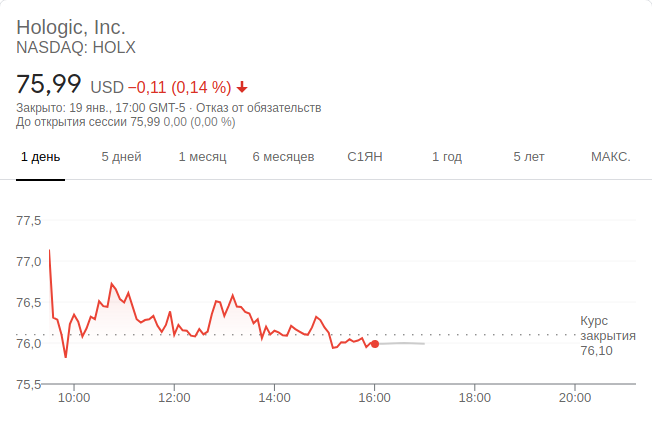 Hologic, Inc.
NASDAQ: HOLX
75,99 USD −0,11 (0,14 %)
Закрыто: 19 янв., 17:00 GMT-5 · Отказ от обязательств
До открытия сессии 75,99 0,00 (0,00 %)
1 день 5 дней 1 месяц 6 месяцев С1ЯН 1 год 5 лет МАКС.
77,5
77,0
76,5
Курс
закрытия
76,10
76,0
75,5
10:00 12:00 14:00 16:00 18:00 20:00